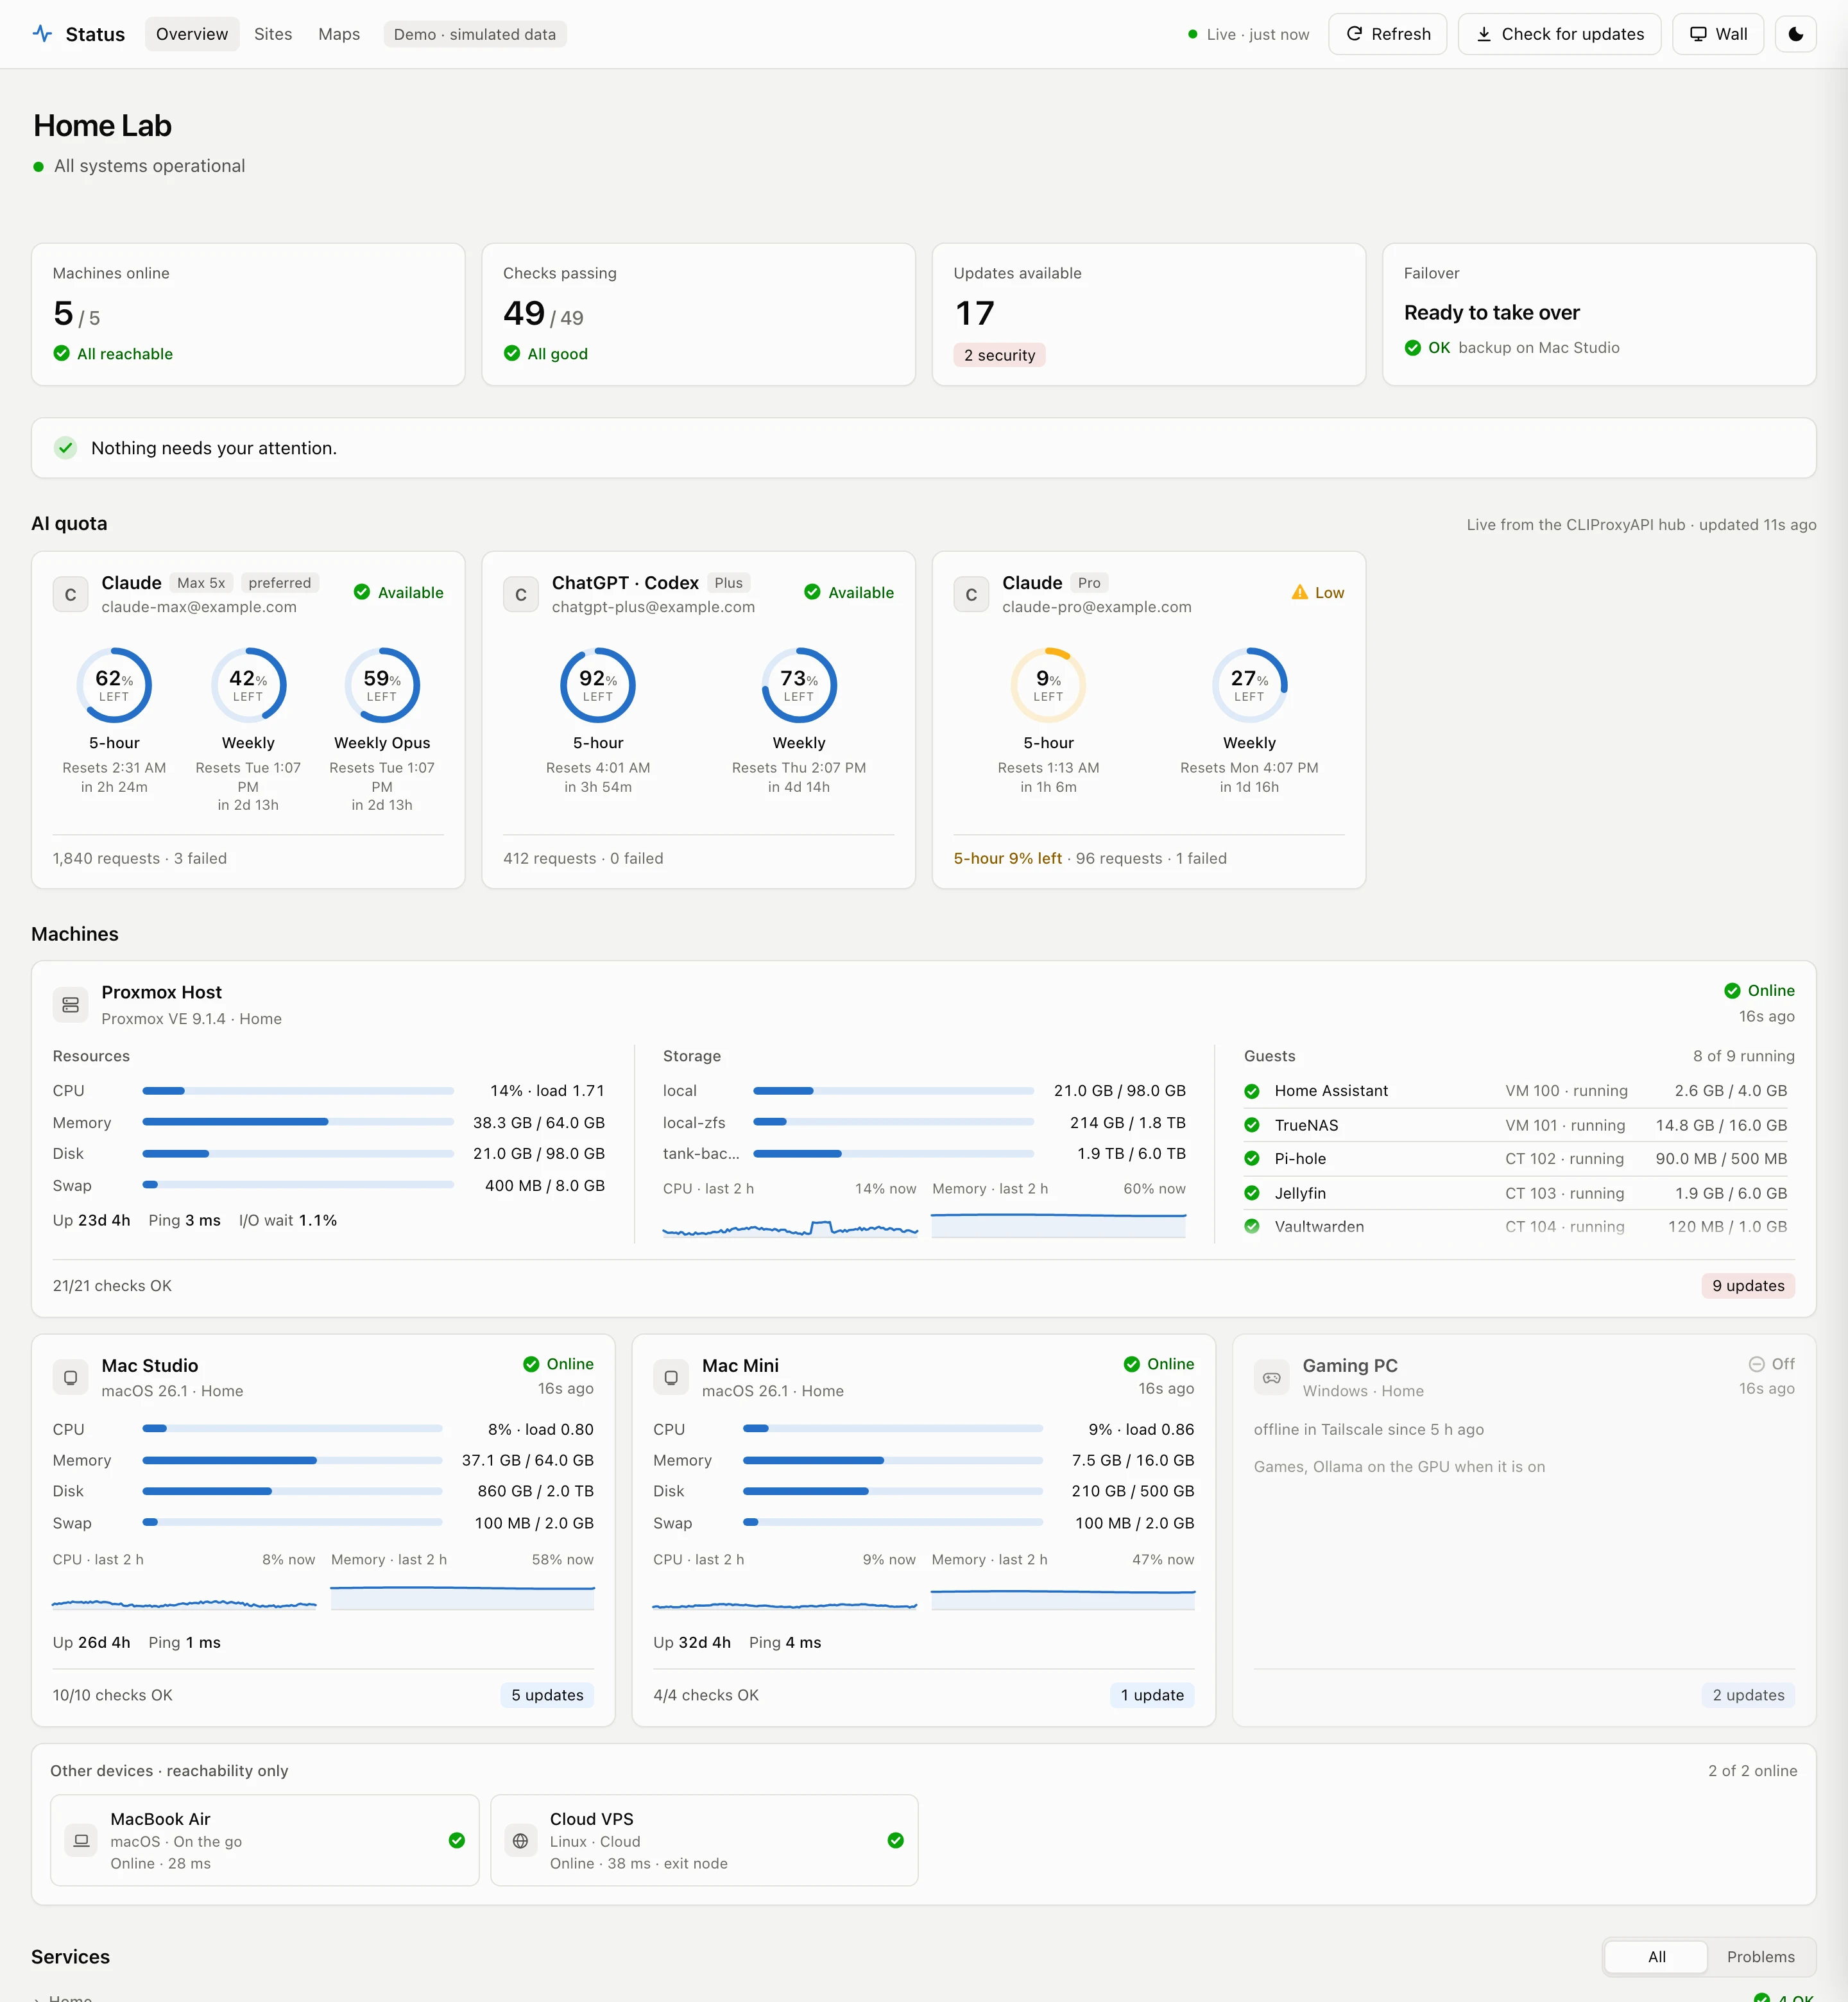 Status Overview Sites Maps Demo · simulated data Live · just now Refresh Check for updates Wall
Home Lab
All systems operational
Machines online
5 / 5
All reachable
Checks passing
49 / 49
All good
Updates available
17
2 security
Failover
Ready to take over
OK backup on Mac Studio
Nothing needs your attention.
AI quota
Live from the CLIProxyAPI hub · updated 11s ago
C Claude Max 5x preferred Available
claude-max@example.com
62% LEFT
5-hour
Resets 2:31 AM
in 2h 24m
42% LEFT
Weekly
Resets Tue 1:07
PM
in 2d 13h
59% LEFT
Weekly Opus
Resets Tue 1:07
PM
in 2d 13h
1,840 requests · 3 failed
C ChatGPT · Codex Plus Available
chatgpt-plus@example.com
92% LEFT
5-hour
Resets 4:01 AM
in 3h 54m
73% LEFT
Weekly
Resets Thu 2:07 PM
in 4d 14h
412 requests · 0 failed
C Claude Pro Low
claude-pro@example.com
9% LEFT
5-hour
Resets 1:13 AM
in 1h 6m
27% LEFT
Weekly
Resets Mon 4:07 PM
in 1d 16h
5-hour 9% left · 96 requests · 1 failed
Machines
Proxmox Host Online
Proxmox VE 9.1.4 · Home 16s ago
Resources
CPU 14% · load 1.71
Memory 38.3 GB / 64.0 GB
Disk 21.0 GB / 98.0 GB
Swap 400 MB / 8.0 GB
Up 23d 4h Ping 3 ms I/O wait 1.1%
Storage
local 21.0 GB / 98.0 GB
local-zfs 214 GB / 1.8 TB
tank-bac... 1.9 TB / 6.0 TB
CPU · last 2 h 14% now Memory · last 2 h 60% now
Guests 8 of 9 running
Home Assistant VM 100 · running 2.6 GB / 4.0 GB
TrueNAS VM 101 · running 14.8 GB / 16.0 GB
Pi-hole CT 102 · running 90.0 MB / 500 MB
Jellyfin CT 103 · running 1.9 GB / 6.0 GB
Vaultwarden CT 104 · running 120 MB / 1.0 GB
21/21 checks OK 9 updates
Mac Studio Online
macOS 26.1 · Home 16s ago
CPU 8% · load 0.80
Memory 37.1 GB / 64.0 GB
Disk 860 GB / 2.0 TB
Swap 100 MB / 2.0 GB
CPU · last 2 h 8% now Memory · last 2 h 58% now
Up 26d 4h Ping 1 ms
10/10 checks OK 5 updates
Mac Mini Online
macOS 26.1 · Home 16s ago
CPU 9% · load 0.86
Memory 7.5 GB / 16.0 GB
Disk 210 GB / 500 GB
Swap 100 MB / 2.0 GB
CPU · last 2 h 9% now Memory · last 2 h 47% now
Up 32d 4h Ping 4 ms
4/4 checks OK 1 update
Gaming PC Off
Windows · Home 16s ago
offline in Tailscale since 5 h ago
Games, Ollama on the GPU when it is on
2 updates
Other devices · reachability only 2 of 2 online
MacBook Air
macOS · On the go
Online · 28 ms
Cloud VPS
Linux · Cloud
Online · 38 ms · exit node
Services All Problems
Home 4 OK